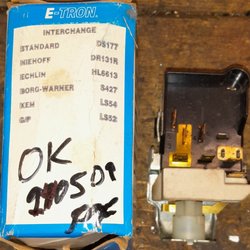 E-TRON.
INTERCHANGE
STANDARD DS177
NIEHOFF DR131R
ECHLIN HL6613
BORG-WARNER S427
KEM LS54
G/P LS52
OK